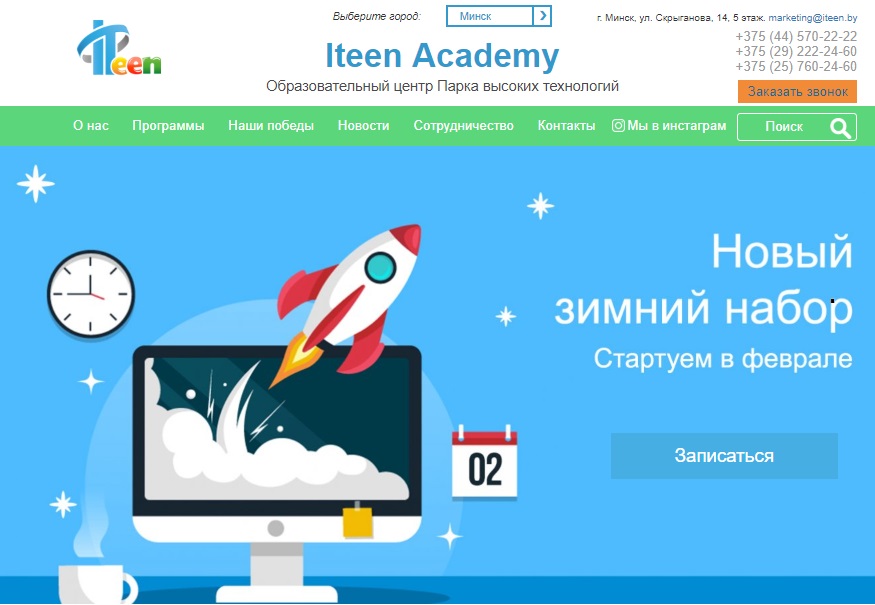 Выберите город:
Минск
г. Минск, ул. Скрыганова, 14, 5 этаж. marketing@iteen.by
iTeen
Iteen Academy
Образовательный центр Парка высоких технологий
+375 (44) 570-22-22
+375 (29) 222-24-60
+375 (25) 760-24-60
Заказать звонок
О нас Программы Наши победы Новости Сотрудничество Контакты Мы в инстаграм Поиск
Новый
зимний набор
Стартуем в феврале
02
Записаться